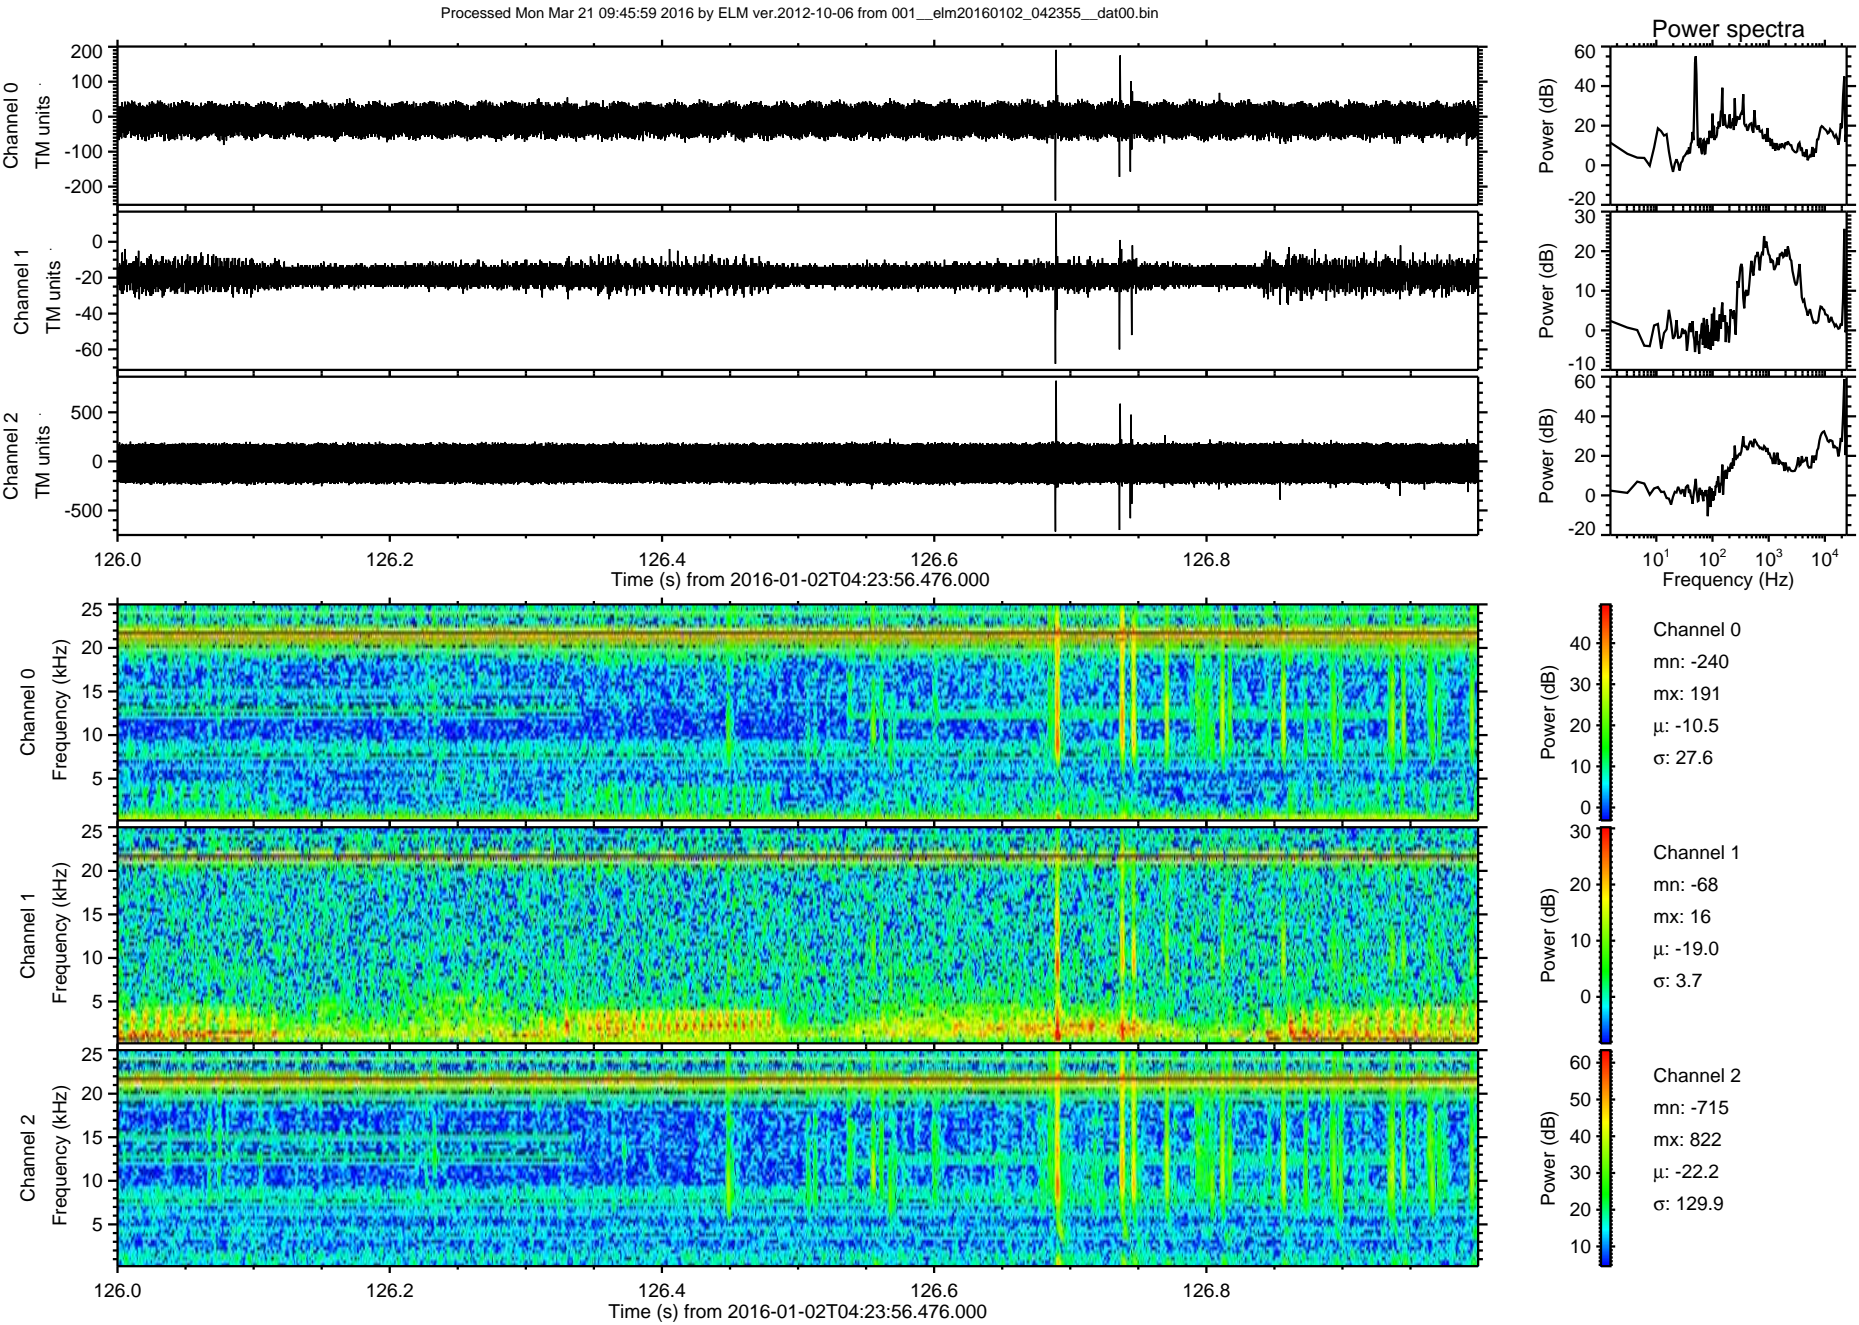 Processed Mon Mar 21 09:45:59 2016 by ELM ver.2012-10-06 from 001__elm20160102_042355__dat00.bin
Power spectra
Channel 0
TM units
200
100
0
-100
-200
Power (dB)
60
40
20
0
-20
Channel 1
TM units
0
-20
-40
-60
Power (dB)
30
20
10
0
-10
Channel 2
TM units
500
0
-500
Power (dB)
60
40
20
0
-20
126.0 126.2 126.4 126.6 126.8
Time (s) from 2016-01-02T04:23:56.476.000
10^1 10^2 10^3 10^4
Frequency (Hz)
Channel 0
Frequency (kHz)
25
20
15
10
5
Power (dB)
40
30
20
10
0
Channel 0
mn: -240
mx: 191
μ: -10.5
σ: 27.6
Channel 1
Frequency (kHz)
25
20
15
10
5
Power (dB)
30
20
10
0
Channel 1
mn: -68
mx: 16
μ: -19.0
σ: 3.7
Channel 2
Frequency (kHz)
25
20
15
10
5
Power (dB)
60
50
40
30
20
10
Channel 2
mn: -715
mx: 822
μ: -22.2
σ: 129.9
126.0 126.2 126.4 126.6 126.8
Time (s) from 2016-01-02T04:23:56.476.000